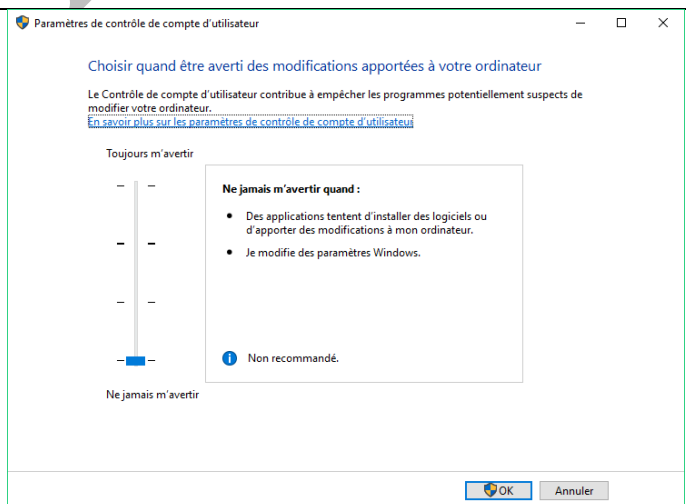 Paramètres de contrôle de compte d'utilisateur
Choisir quand être averti des modifications apportées à votre ordinateur
Le Contrôle de compte d'utilisateur contribue à empêcher les programmes potentiellement suspects de
modifier votre ordinateur.
En savoir plus sur les paramètres de contrôle de compte d'utilisateur
Toujours m'avertir
Ne jamais m'avertir quand :
• Des applications tentent d'installer des logiciels ou
d'apporter des modifications à mon ordinateur.
• Je modifie des paramètres Windows.
Non recommandé.
Ne jamais m'avertir
OK
Annuler